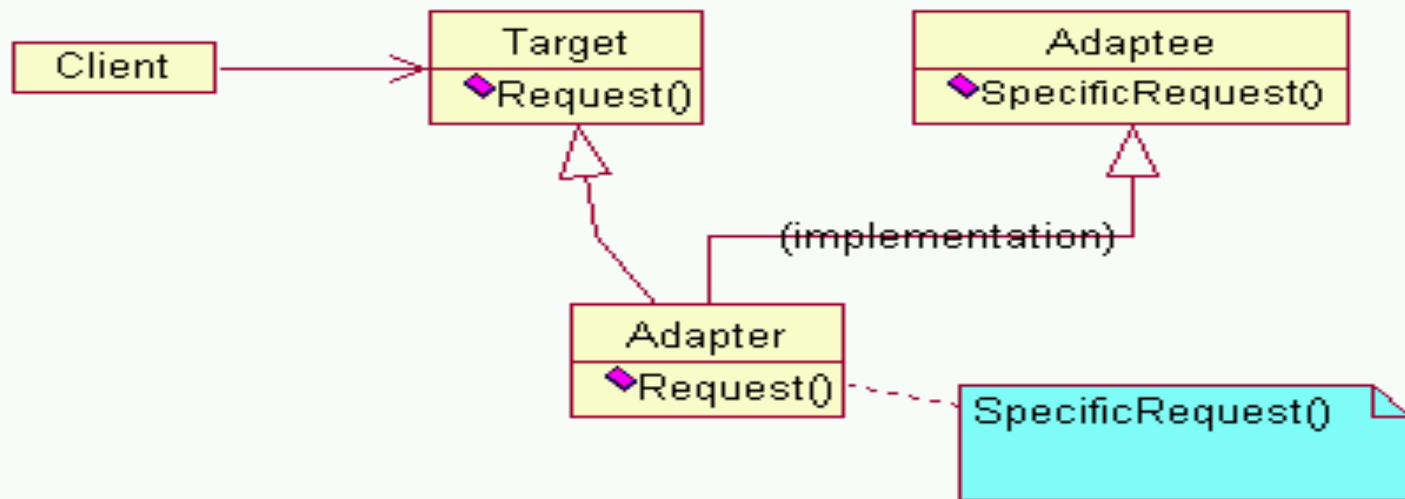 Client
Target
Request()
Adaptee
SpecificRequest()
(implementation)
Adapter
Request()
SpecificRequest()